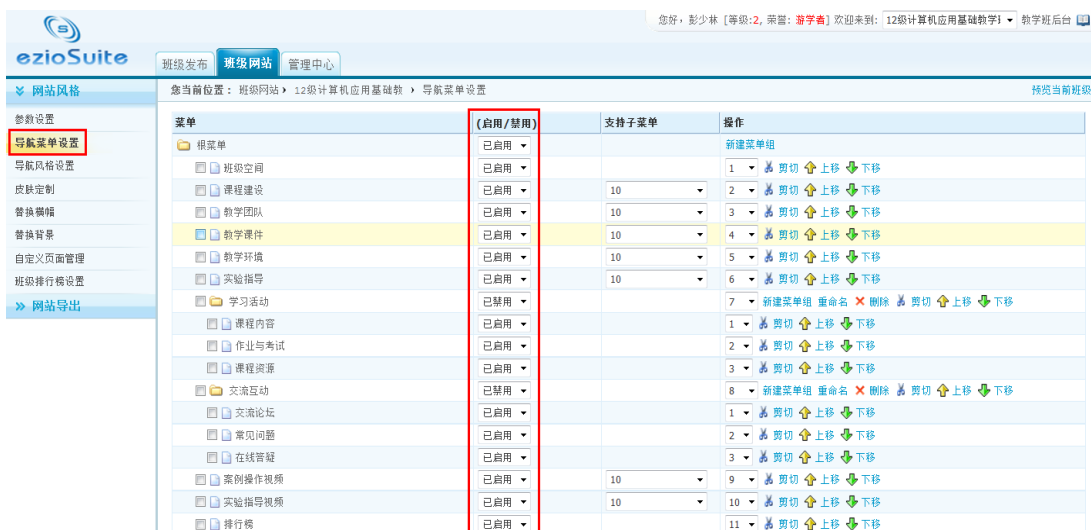 您好，彭少林 [等级:2, 荣誉: 游学者] 欢迎来到: 12级计算机应用基础教学 教学班后台
ezioSuite
班级发布 班级网站 管理中心
网站风格
您当前位置： 班级网站 12级计算机应用基础教 导航菜单设置 预览当前班级
参数设置
导航菜单设置
导航风格设置
皮肤定制
替换横幅
替换背景
自定义页面管理
班级排行榜设置
网站导出
菜单 (启用/禁用) 支持子菜单 操作
根菜单 已启用 新建菜单组
班级空间 已启用 1 剪切 上移 下移
课程建设 已启用 10 2 剪切 上移 下移
教学团队 已启用 10 3 剪切 上移 下移
教学课件 已启用 10 4 剪切 上移 下移
教学环境 已启用 10 5 剪切 上移 下移
实验指导 已启用 10 6 剪切 上移 下移
学习活动 已禁用 7 新建菜单组 重命名 删除 剪切 上移 下移
课程内容 已启用 1 剪切 上移 下移
作业与考试 已启用 2 剪切 上移 下移
课程资源 已启用 3 剪切 上移 下移
交流互动 已禁用 8 新建菜单组 重命名 删除 剪切 上移 下移
交流论坛 已启用 1 剪切 上移 下移
常见问题 已启用 2 剪切 上移 下移
在线答疑 已启用 3 剪切 上移 下移
案例操作视频 已启用 10 9 剪切 上移 下移
实验指导视频 已启用 10 10 剪切 上移 下移
排行榜 已启用 11 剪切 上移 下移